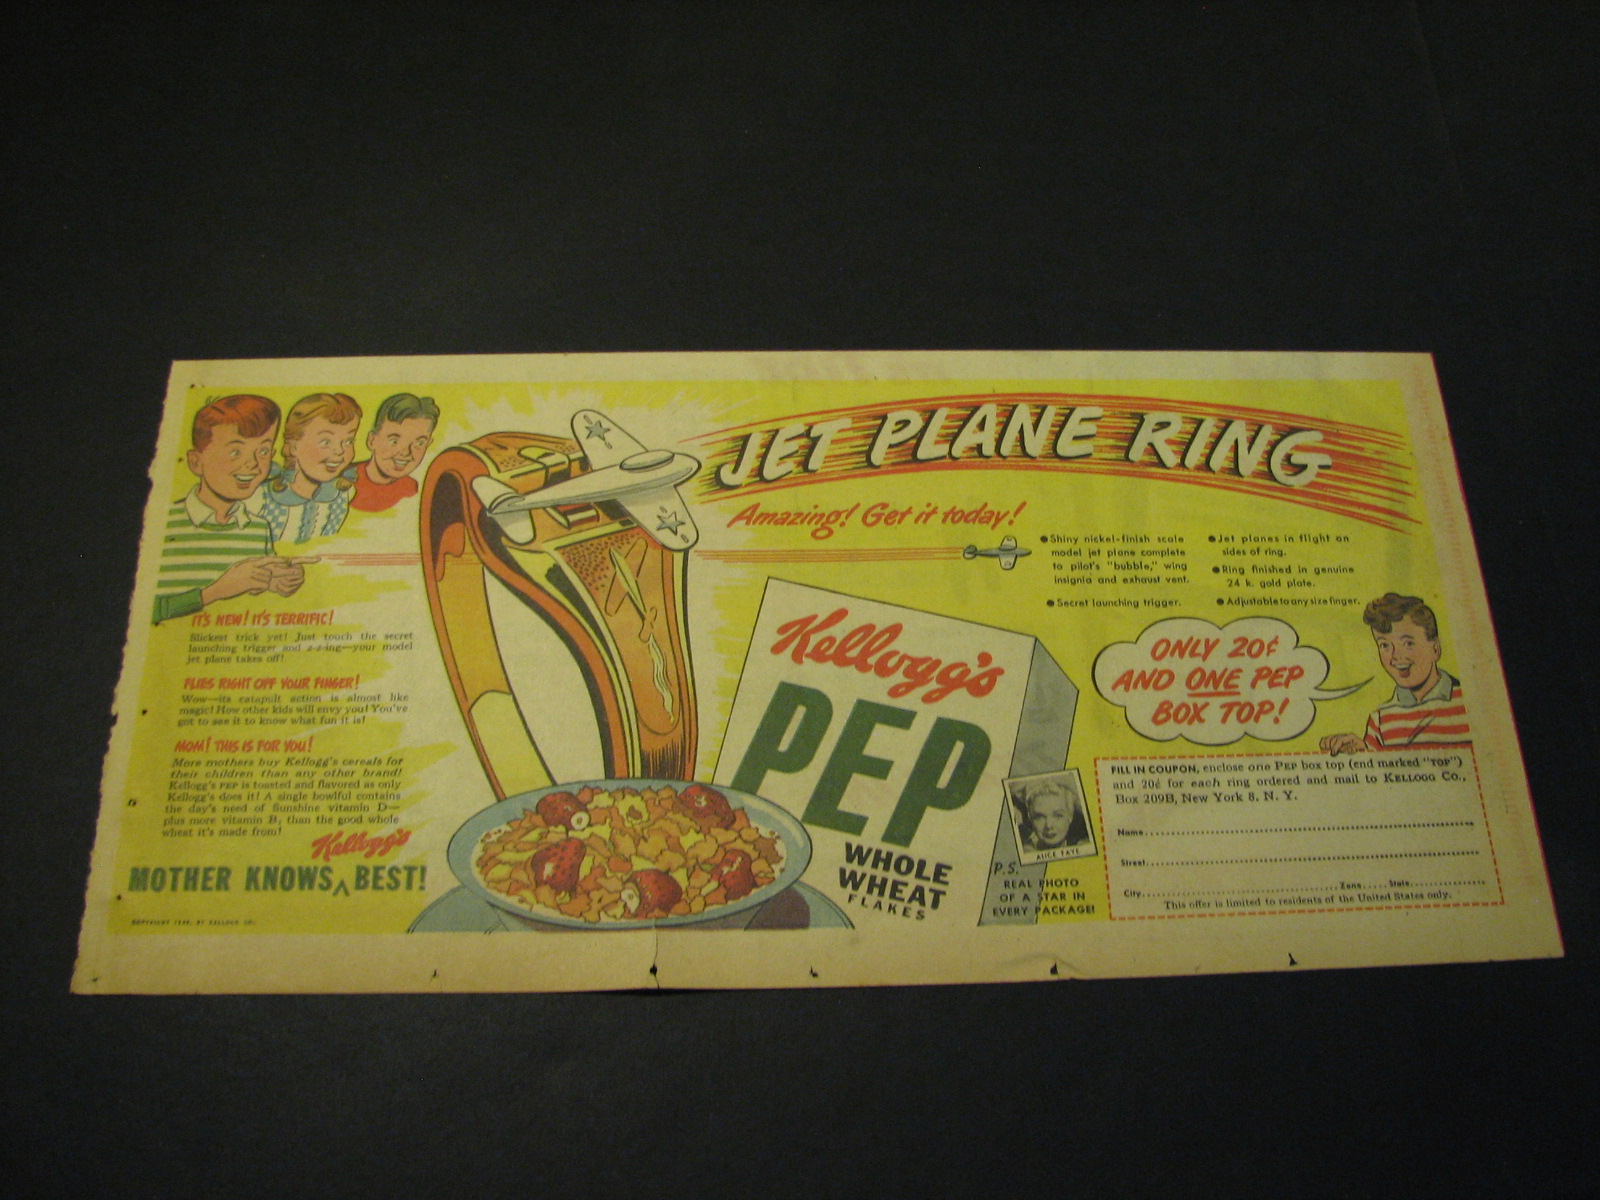 JET PLANE RING
Amazing! Get it today!
● Shiny nickel-finish scale
model jet plane complete
to pilot's "bubble," wing
insignia and exhaust vent.
● Secret launching trigger.
● Jet planes in flight on
sides of ring.
● Ring finished in genuine
24 k. gold plate.
● Adjustable to any size finger.
IT'S NEW! IT'S TERRIFIC!
Slickest trick yet! Just touch the secret
launching trigger and z-z-ing—your model
jet plane takes off!
FLIES RIGHT OFF YOUR FINGER!
Wow—its catapult action is almost like
magic! How other kids will envy you! You've
got to see it to know what fun it is!
MOM! THIS IS FOR YOU!
More mothers buy Kellogg's cereals for
their children than any other brand!
Kellogg's PEP is toasted and flavored as only
Kellogg's does it! A single bowlful contains
the day's need of Sunshine vitamin D—
plus more vitamin B₁ than the good whole
wheat it's made from!
Kellogg's
MOTHER KNOWS BEST!
COPYRIGHT 1948, BY KELLOGG CO.
Kellogg's
PEP
WHOLE
WHEAT
FLAKES
ALICE FAYE
P.S.
REAL PHOTO
OF A STAR IN
EVERY PACKAGE!
ONLY 20¢
AND ONE PEP
BOX TOP!
FILL IN COUPON, enclose one PEP box top (end marked "TOP")
and 20¢ for each ring ordered and mail to KELLOGG CO.,
Box 209B, New York 8, N. Y.
Name
Street
City Zone State
This offer is limited to residents of the United States only.